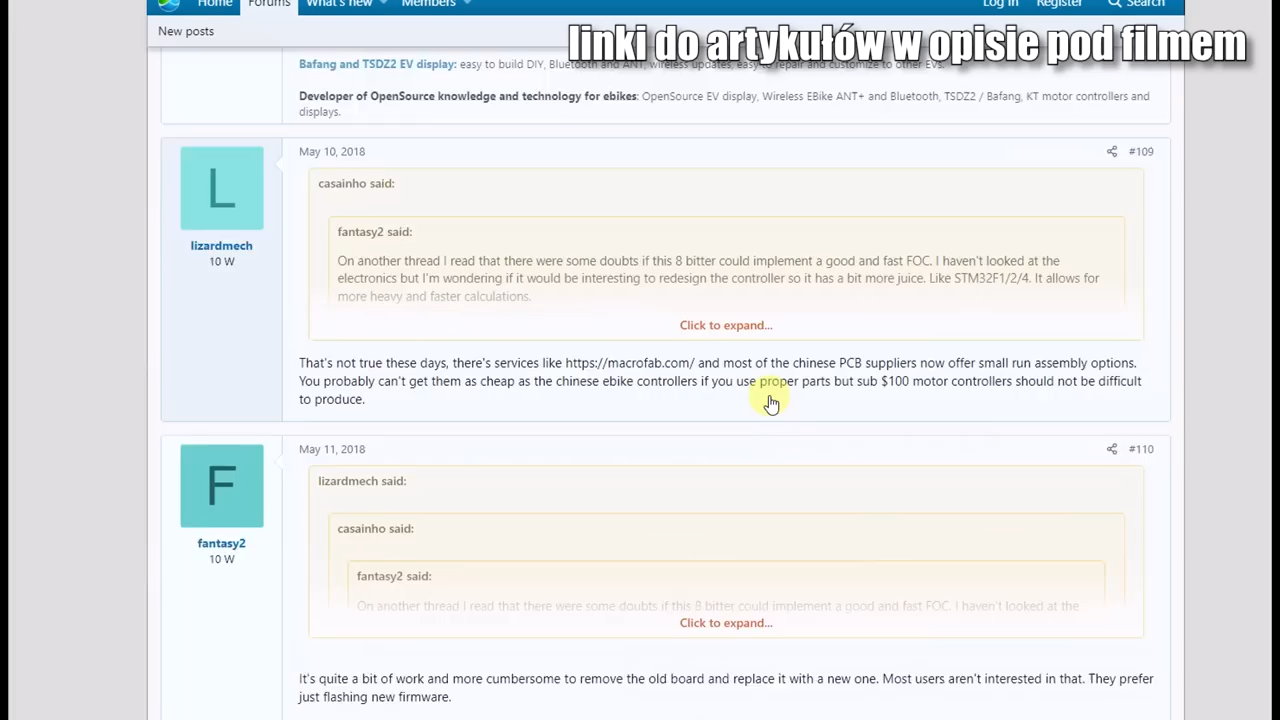 Home Forums What's new Members Log in Register Search
linki do artykułów w opisie pod filmem
New posts
Bafang and TSDZ2 EV display: easy to build DIY, Bluetooth and ANT, wireless updates, easy to repair and customize to other EVs.
Developer of OpenSource knowledge and technology for ebikes: OpenSource EV display, Wireless EBike ANT+ and Bluetooth, TSDZ2 / Bafang, KT motor controllers and
displays.
L
lizardmech
10 W
May 10, 2018 #109
casainho said:
fantasy2 said:
On another thread I read that there were some doubts if this 8 bitter could implement a good and fast FOC. I haven't looked at the
electronics but I'm wondering if it would be interesting to redesign the controller so it has a bit more juice. Like STM32F1/2/4. It allows for
more heavy and faster calculations.
Click to expand...
That's not true these days, there's services like https://macrofab.com/ and most of the chinese PCB suppliers now offer small run assembly options.
You probably can't get them as cheap as the chinese ebike controllers if you use proper parts but sub $100 motor controllers should not be difficult
to produce.
F
fantasy2
10 W
May 11, 2018 #110
lizardmech said:
casainho said:
fantasy2 said:
On another thread I read that there were some doubts if this 8 bitter could implement a good and fast FOC. I haven't looked at the
Click to expand...
It's quite a bit of work and more cumbersome to remove the old board and replace it with a new one. Most users aren't interested in that. They prefer
just flashing new firmware.